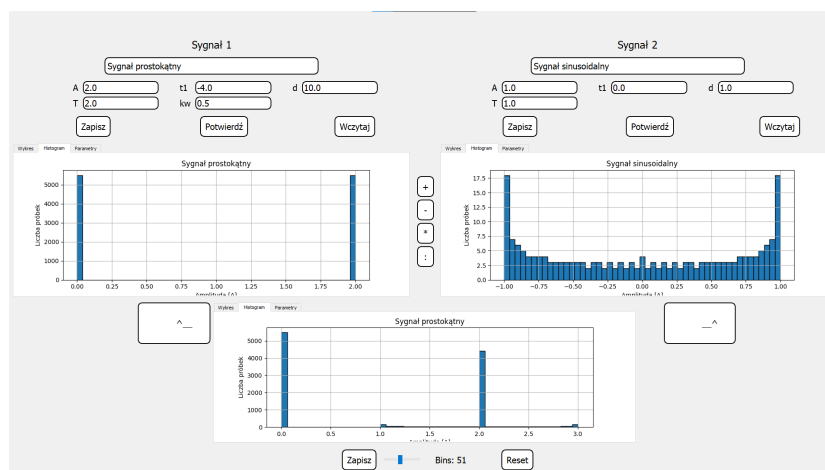 Sygnał 1
Sygnał prostokątny
A 2.0 t1 -4.0 d 10.0
T 2.0 kw 0.5
Zapisz Potwierdź Wczytaj
Wykres Histogram Parametry
Sygnał prostokątny
Liczba próbek
5000
4000
3000
2000
1000
0
0.00 0.25 0.50 0.75 1.00 1.25 1.50 1.75 2.00
Amplituda [A]
+
-
*
:
Sygnał 2
Sygnał sinusoidalny
A 1.0 t1 0.0 d 1.0
T 1.0
Zapisz Potwierdź Wczytaj
Wykres Histogram Parametry
Sygnał sinusoidalny
Liczba próbek
17.5
15.0
12.5
10.0
7.5
5.0
2.5
0.0
−1.00 −0.75 −0.50 −0.25 0.00 0.25 0.50 0.75 1.00
Amplituda [A]
^__
__^
Wykres Histogram Parametry
Sygnał prostokątny
Liczba próbek
5000
4000
3000
2000
1000
0
0.0 0.5 1.0 1.5 2.0 2.5 3.0
Zapisz Bins: 51 Reset